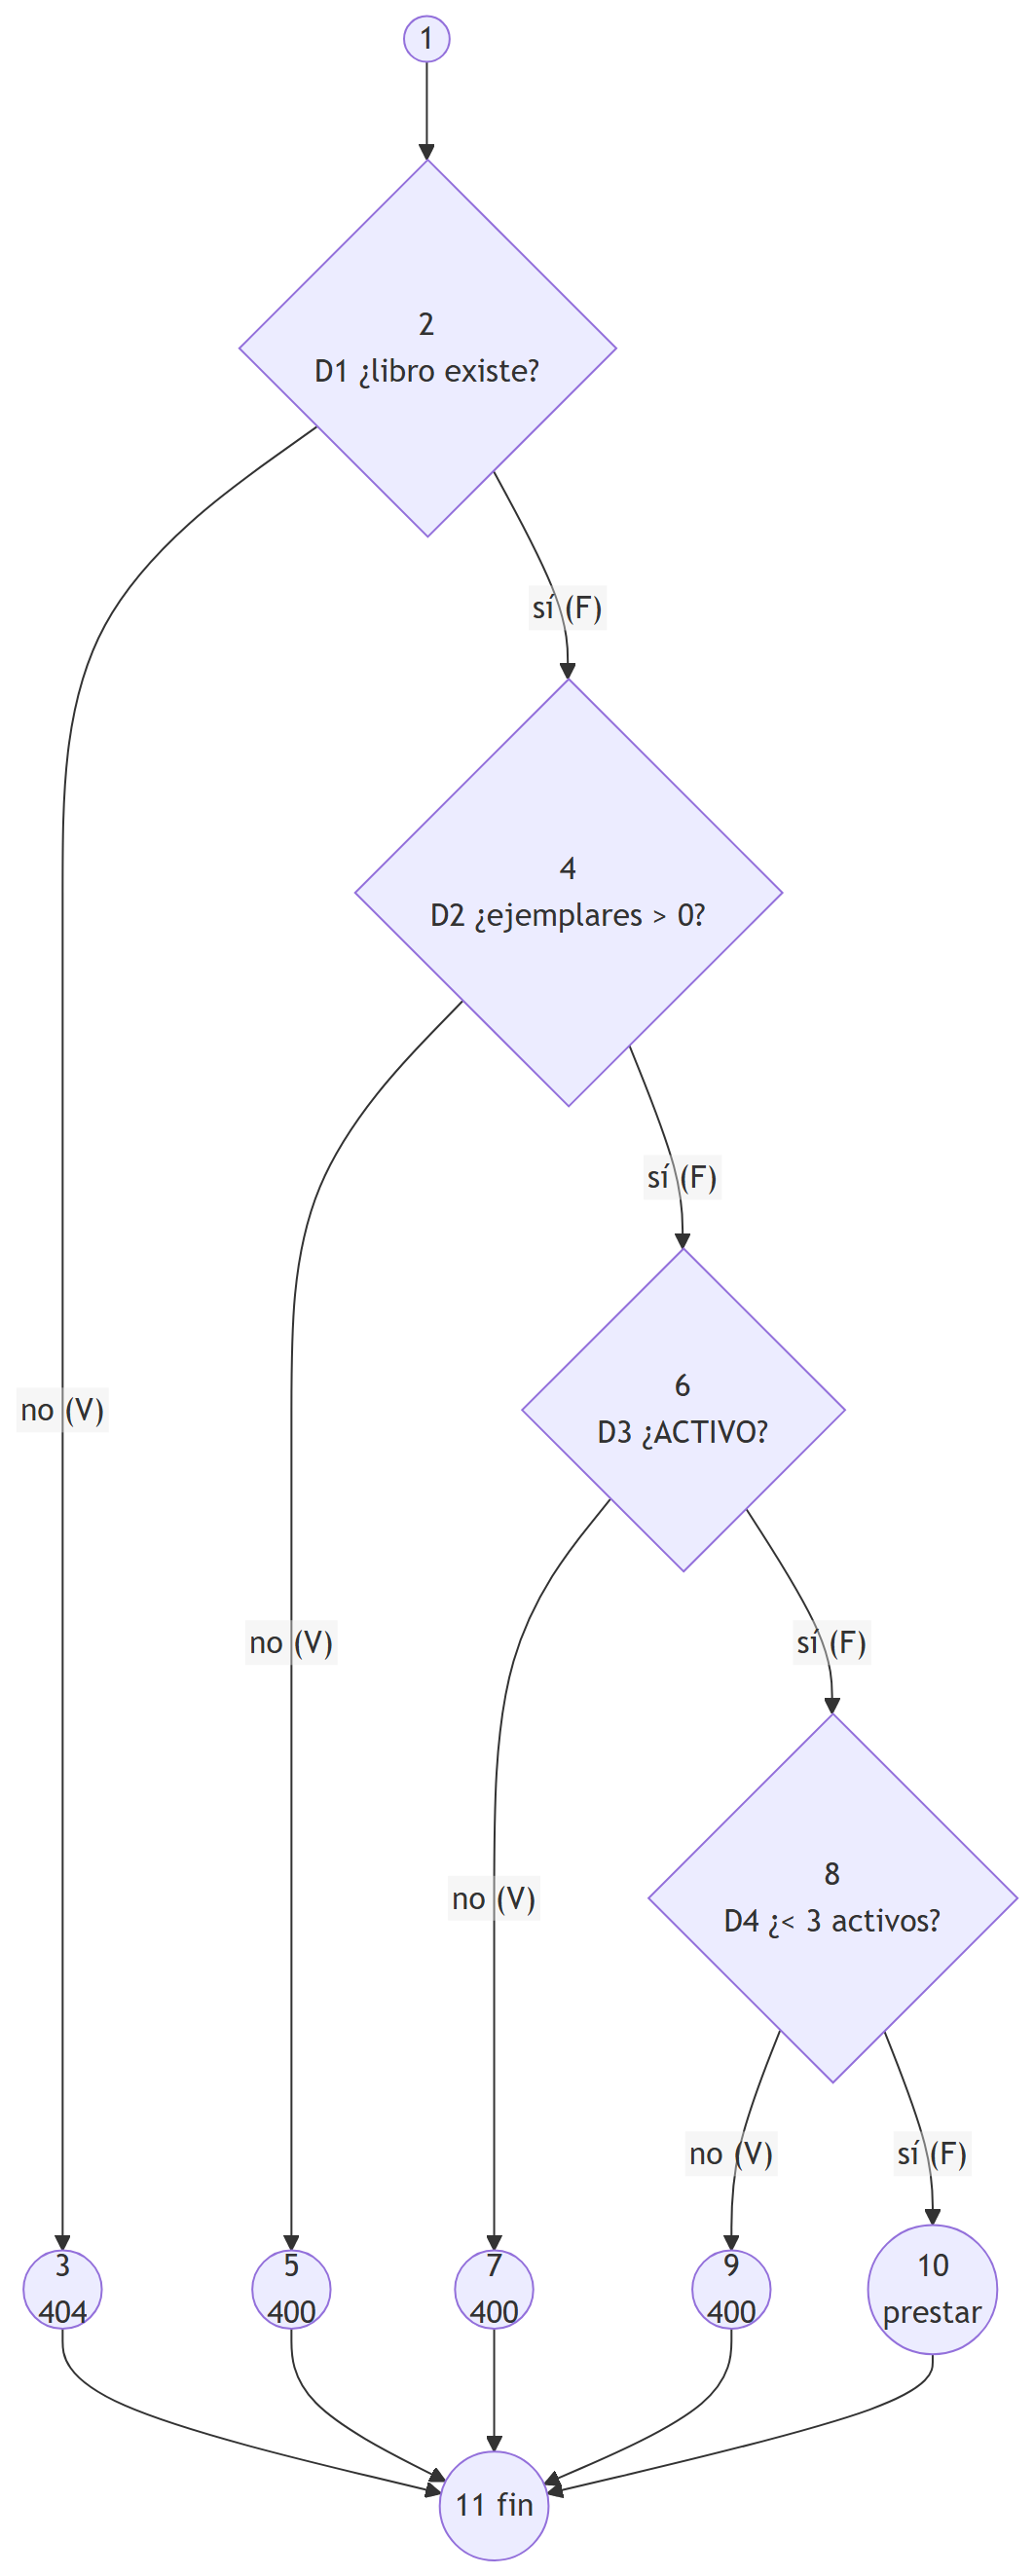 1
2
D1 ¿libro existe?
sí (F)
4
D2 ¿ejemplares > 0?
sí (F)
6
D3 ¿ACTIVO?
no (V)
no (V)
sí (F)
8
D4 ¿< 3 activos?
no (V)
no (V)
sí (F)
3
404
5
400
7
400
9
400
10
prestar
11 fin